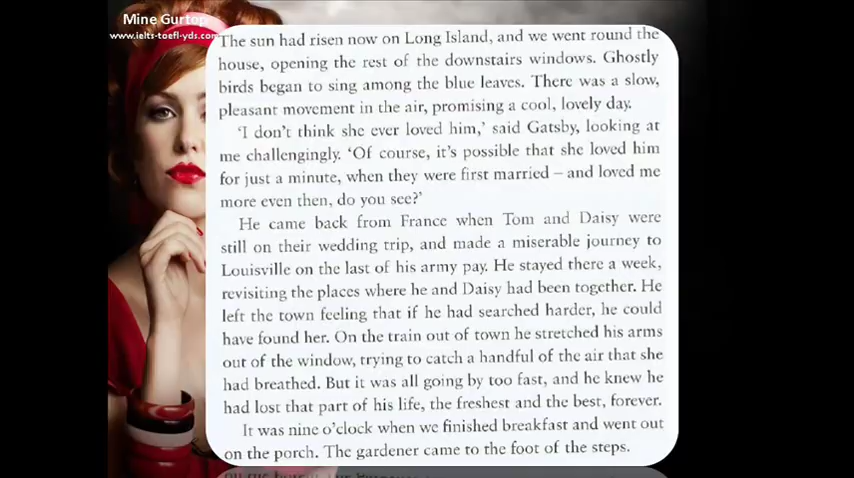 Mine Gurtop
www.ielts-toefl-yds.com
The sun had risen now on Long Island, and we went round the
house, opening the rest of the downstairs windows. Ghostly
birds began to sing among the blue leaves. There was a slow,
pleasant movement in the air, promising a cool, lovely day.
‘I don’t think she ever loved him,’ said Gatsby, looking at
me challengingly. ‘Of course, it’s possible that she loved him
for just a minute, when they were first married – and loved me
more even then, do you see?’
He came back from France when Tom and Daisy were
still on their wedding trip, and made a miserable journey to
Louisville on the last of his army pay. He stayed there a week,
revisiting the places where he and Daisy had been together. He
left the town feeling that if he had searched harder, he could
have found her. On the train out of town he stretched his arms
out of the window, trying to catch a handful of the air that she
had breathed. But it was all going by too fast, and he knew he
had lost that part of his life, the freshest and the best, forever.
It was nine o’clock when we finished breakfast and went out
on the porch. The gardener came to the foot of the steps.